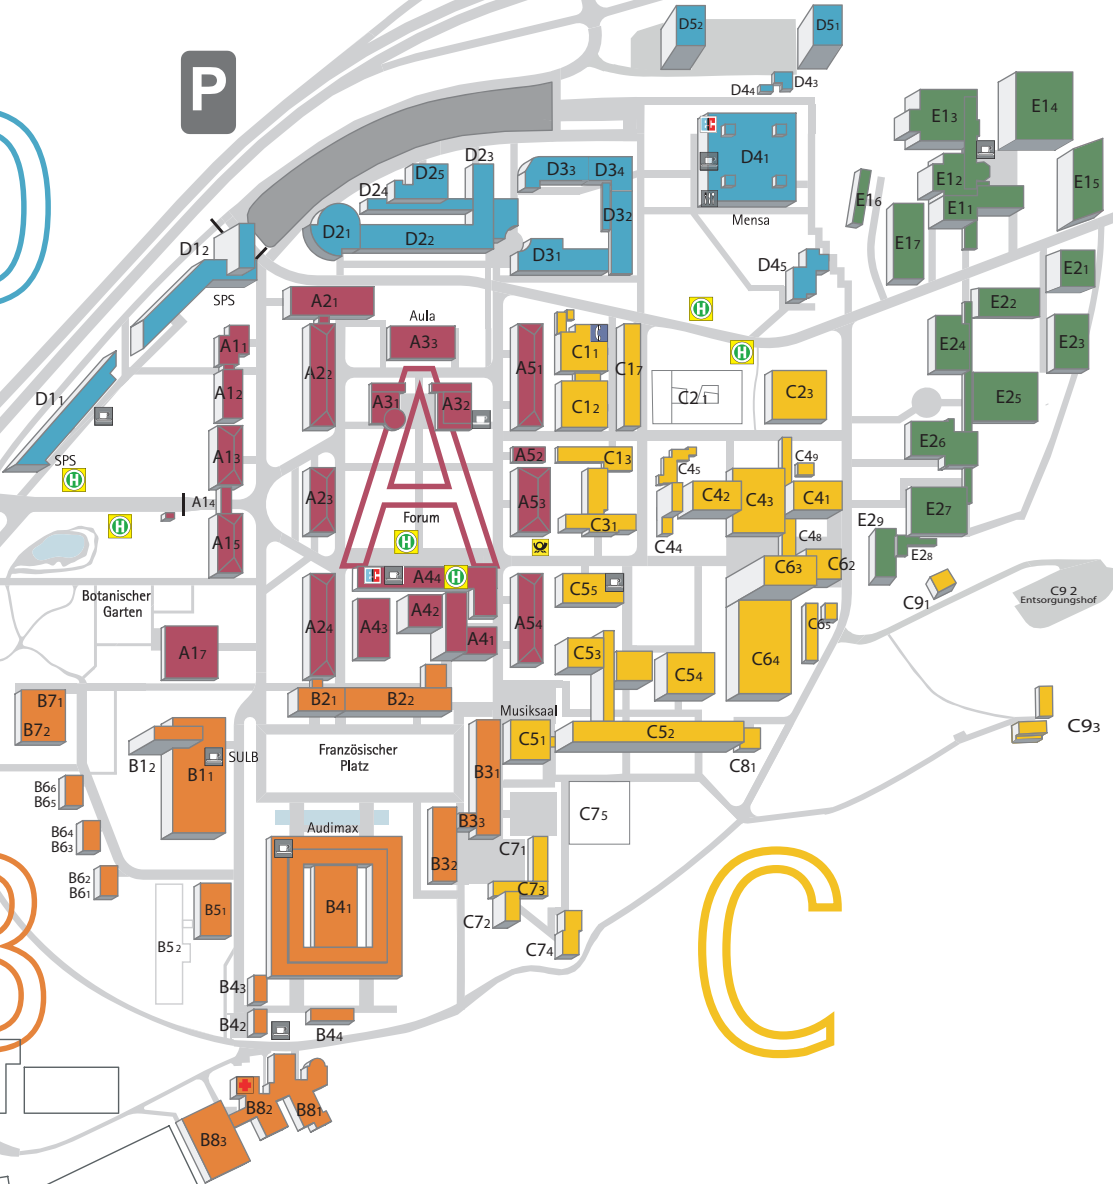 P
D
D5₂
D5₁
D4₄
D4₃
D4₁
Mensa
D2₃
D2₅
D2₄
D2₁
D2₂
D3₃
D3₄
D3₂
D3₁
D4₅
D1₂
SPS
D1₁
SPS
E1₃
E1₄
E1₂
E1₁
E1₅
E1₆
E1₇
E2₁
E2₂
E2₃
E2₄
E2₅
E2₆
E2₇
E2₈
E2₉
A2₁
Aula
A3₃
A1₁
A1₂
A2₂
A3₁
A3₂
A5₁
C1₁
C1₂
C1₇
H
H
C2₁
C2₃
A1₃
A1₄
A1₅
H
H
A2₃
Forum
H
A5₂
A5₃
C1₃
C3₁
C4₅
C4₂
C4₃
C4₉
C4₁
C4₄
C4₈
C6₂
C6₃
C6₅
C6₄
Botanischer
Garten
A1₇
A2₄
A4₄
H
A4₃
A4₂
A4₁
A5₄
C5₅
C5₃
C5₄
C9₁
C9 2
Entsorgungshof
C9₃
B7₁
B7₂
B2₁
B2₂
Musiksaal
C5₁
C5₂
C8₁
B1₂
B1₁
SULB
Französischer
Platz
B3₁
B3₃
B3₂
B6₆
B6₅
B6₄
B6₃
B6₂
B6₁
Audimax
B4₁
B5₁
B5 ₂
C7₅
C7₁
C7₃
C7₂
C7₄
B4₃
B4₂
B4₄
B8₂
B8₁
B8₃
B
C